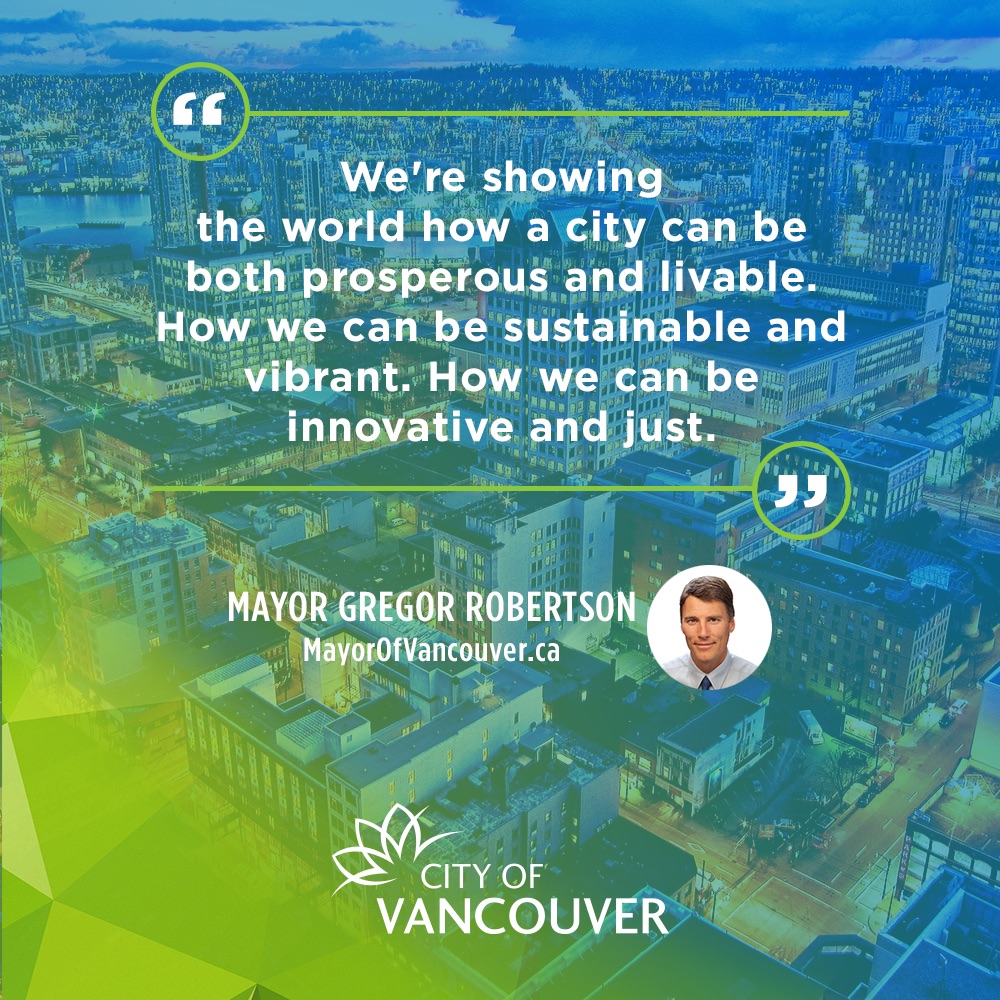 “
We're showing
the world how a city can be
both prosperous and livable.
How we can be sustainable and
vibrant. How we can be
innovative and just.
”
MAYOR GREGOR ROBERTSON
MayorOfVancouver.ca
CITY OF
VANCOUVER